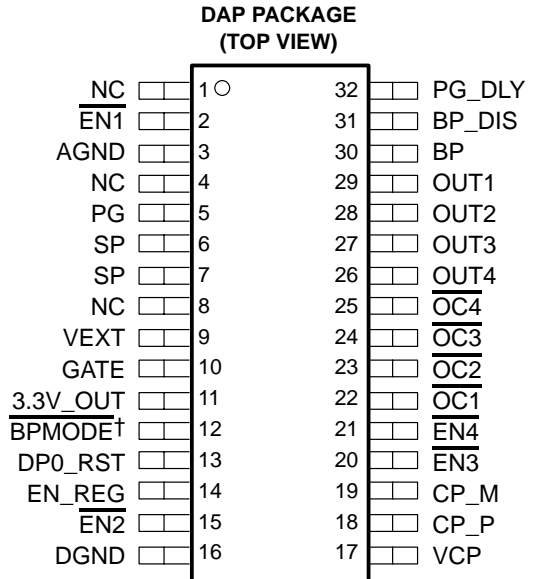 DAP PACKAGE
(TOP VIEW)
NC 1 32 PG_DLY
EN1 2 31 BP_DIS
AGND 3 30 BP
NC 4 29 OUT1
PG 5 28 OUT2
SP 6 27 OUT3
SP 7 26 OUT4
NC 8 25 OC4
VEXT 9 24 OC3
GATE 10 23 OC2
3.3V_OUT 11 22 OC1
BPMODE† 12 21 EN4
DP0_RST 13 20 EN3
EN_REG 14 19 CP_M
EN2 15 18 CP_P
DGND 16 17 VCP